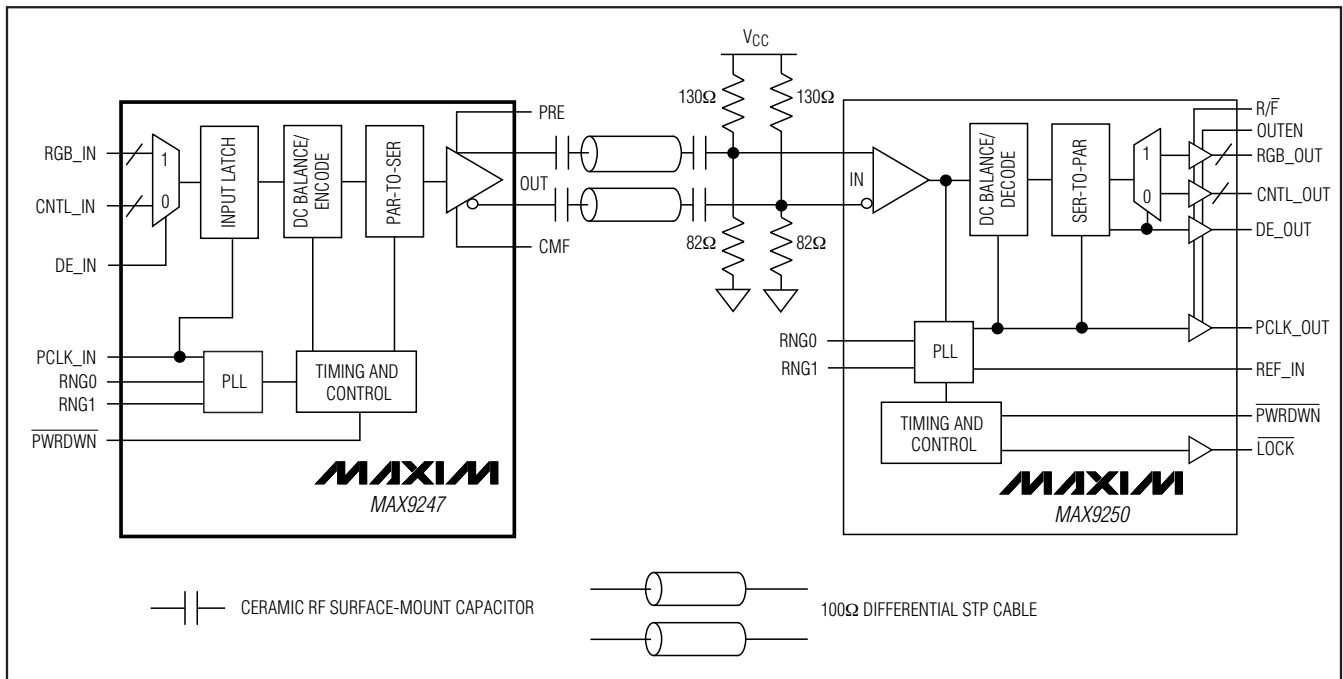 VCC
130Ω
130Ω
PRE
OUT
CMF
82Ω
82Ω
RGB_IN
CNTL_IN
DE_IN
PCLK_IN
RNG0
RNG1
PWRDWN
1
0
INPUT LATCH
DC BALANCE/
ENCODE
PAR-TO-SER
PLL
TIMING AND
CONTROL
MAXIM
MAX9247
IN
DC BALANCE/
DECODE
SER-TO-PAR
1
0
R/F
OUTEN
RGB_OUT
CNTL_OUT
DE_OUT
PCLK_OUT
RNG0
RNG1
PLL
REF_IN
TIMING AND
CONTROL
PWRDWN
LOCK
MAXIM
MAX9250
CERAMIC RF SURFACE-MOUNT CAPACITOR
100Ω DIFFERENTIAL STP CABLE